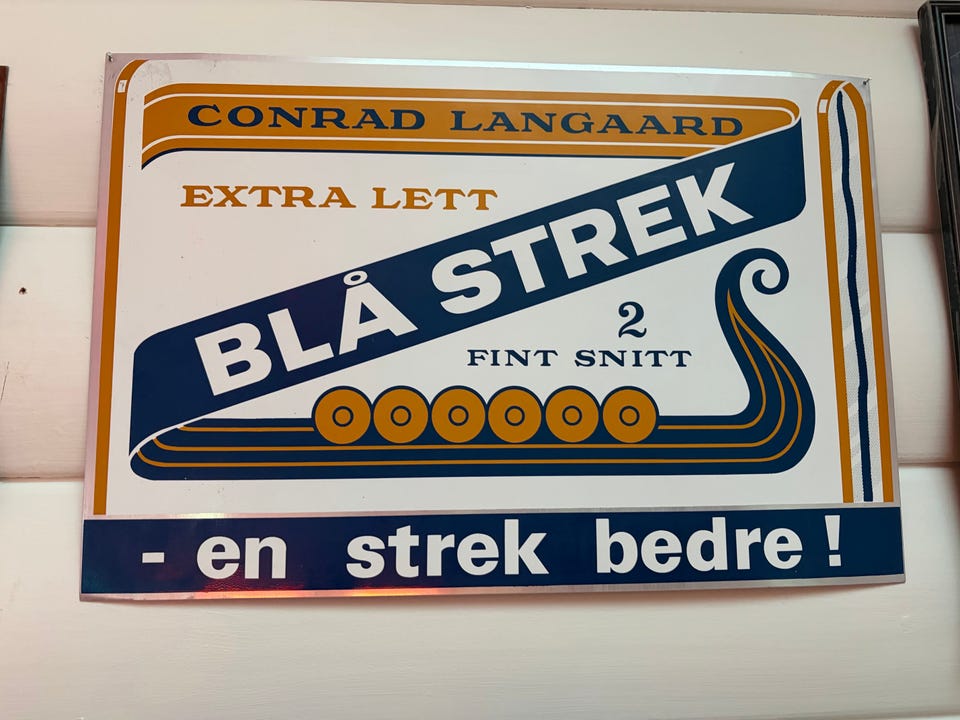 CONRAD LANGAARD
EXTRA LETT
BLÅ STREK
2
FINT SNITT
- en strek bedre!